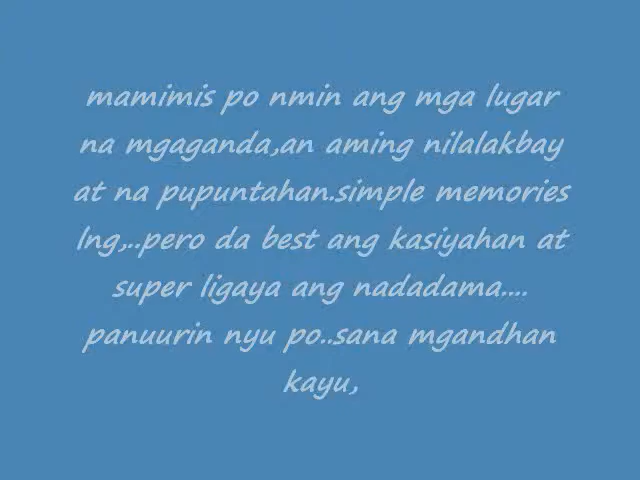 mamimis po nmin ang mga lugar
na mgaganda,an aming nilalakbay
at na pupuntahan.simple memories
lng,..pero da best ang kasiyahan at
super ligaya ang nadadama....
panuurin nyu po..sana mgandhan
kayu,